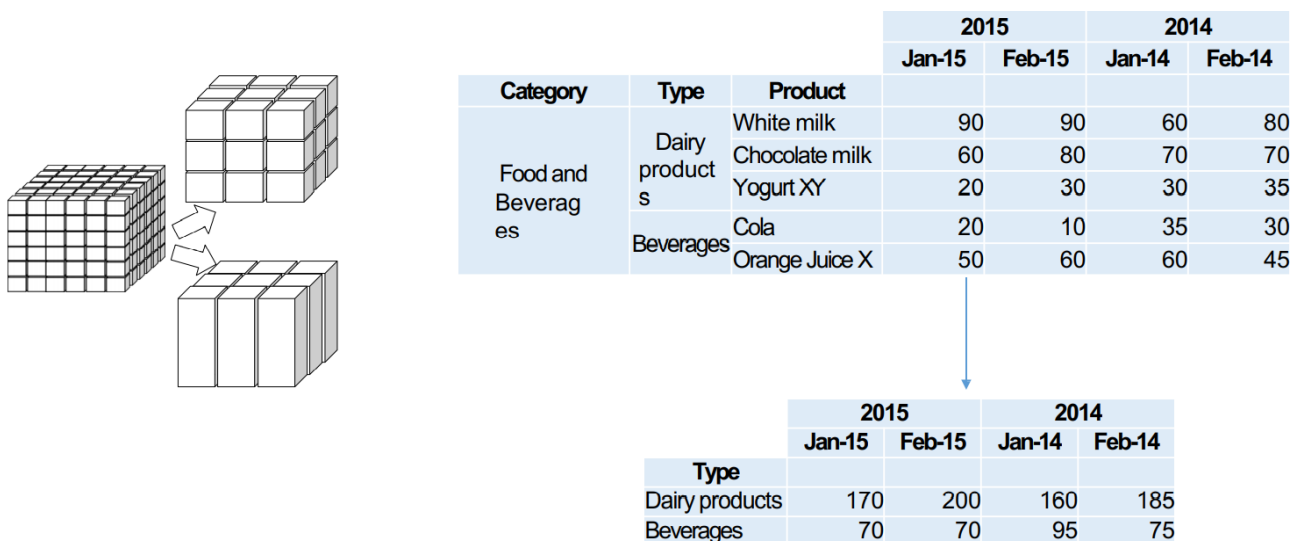 2015 2014
Jan-15 Feb-15 Jan-14 Feb-14
Category Type Product
Food and
Beverag
es
Dairy
product
s
White milk 90 90 60 80
Chocolate milk 60 80 70 70
Yogurt XY 20 30 30 35
Beverages
Cola 20 10 35 30
Orange Juice X 50 60 60 45
2015 2014
Jan-15 Feb-15 Jan-14 Feb-14
Type
Dairy products 170 200 160 185
Beverages 70 70 95 75